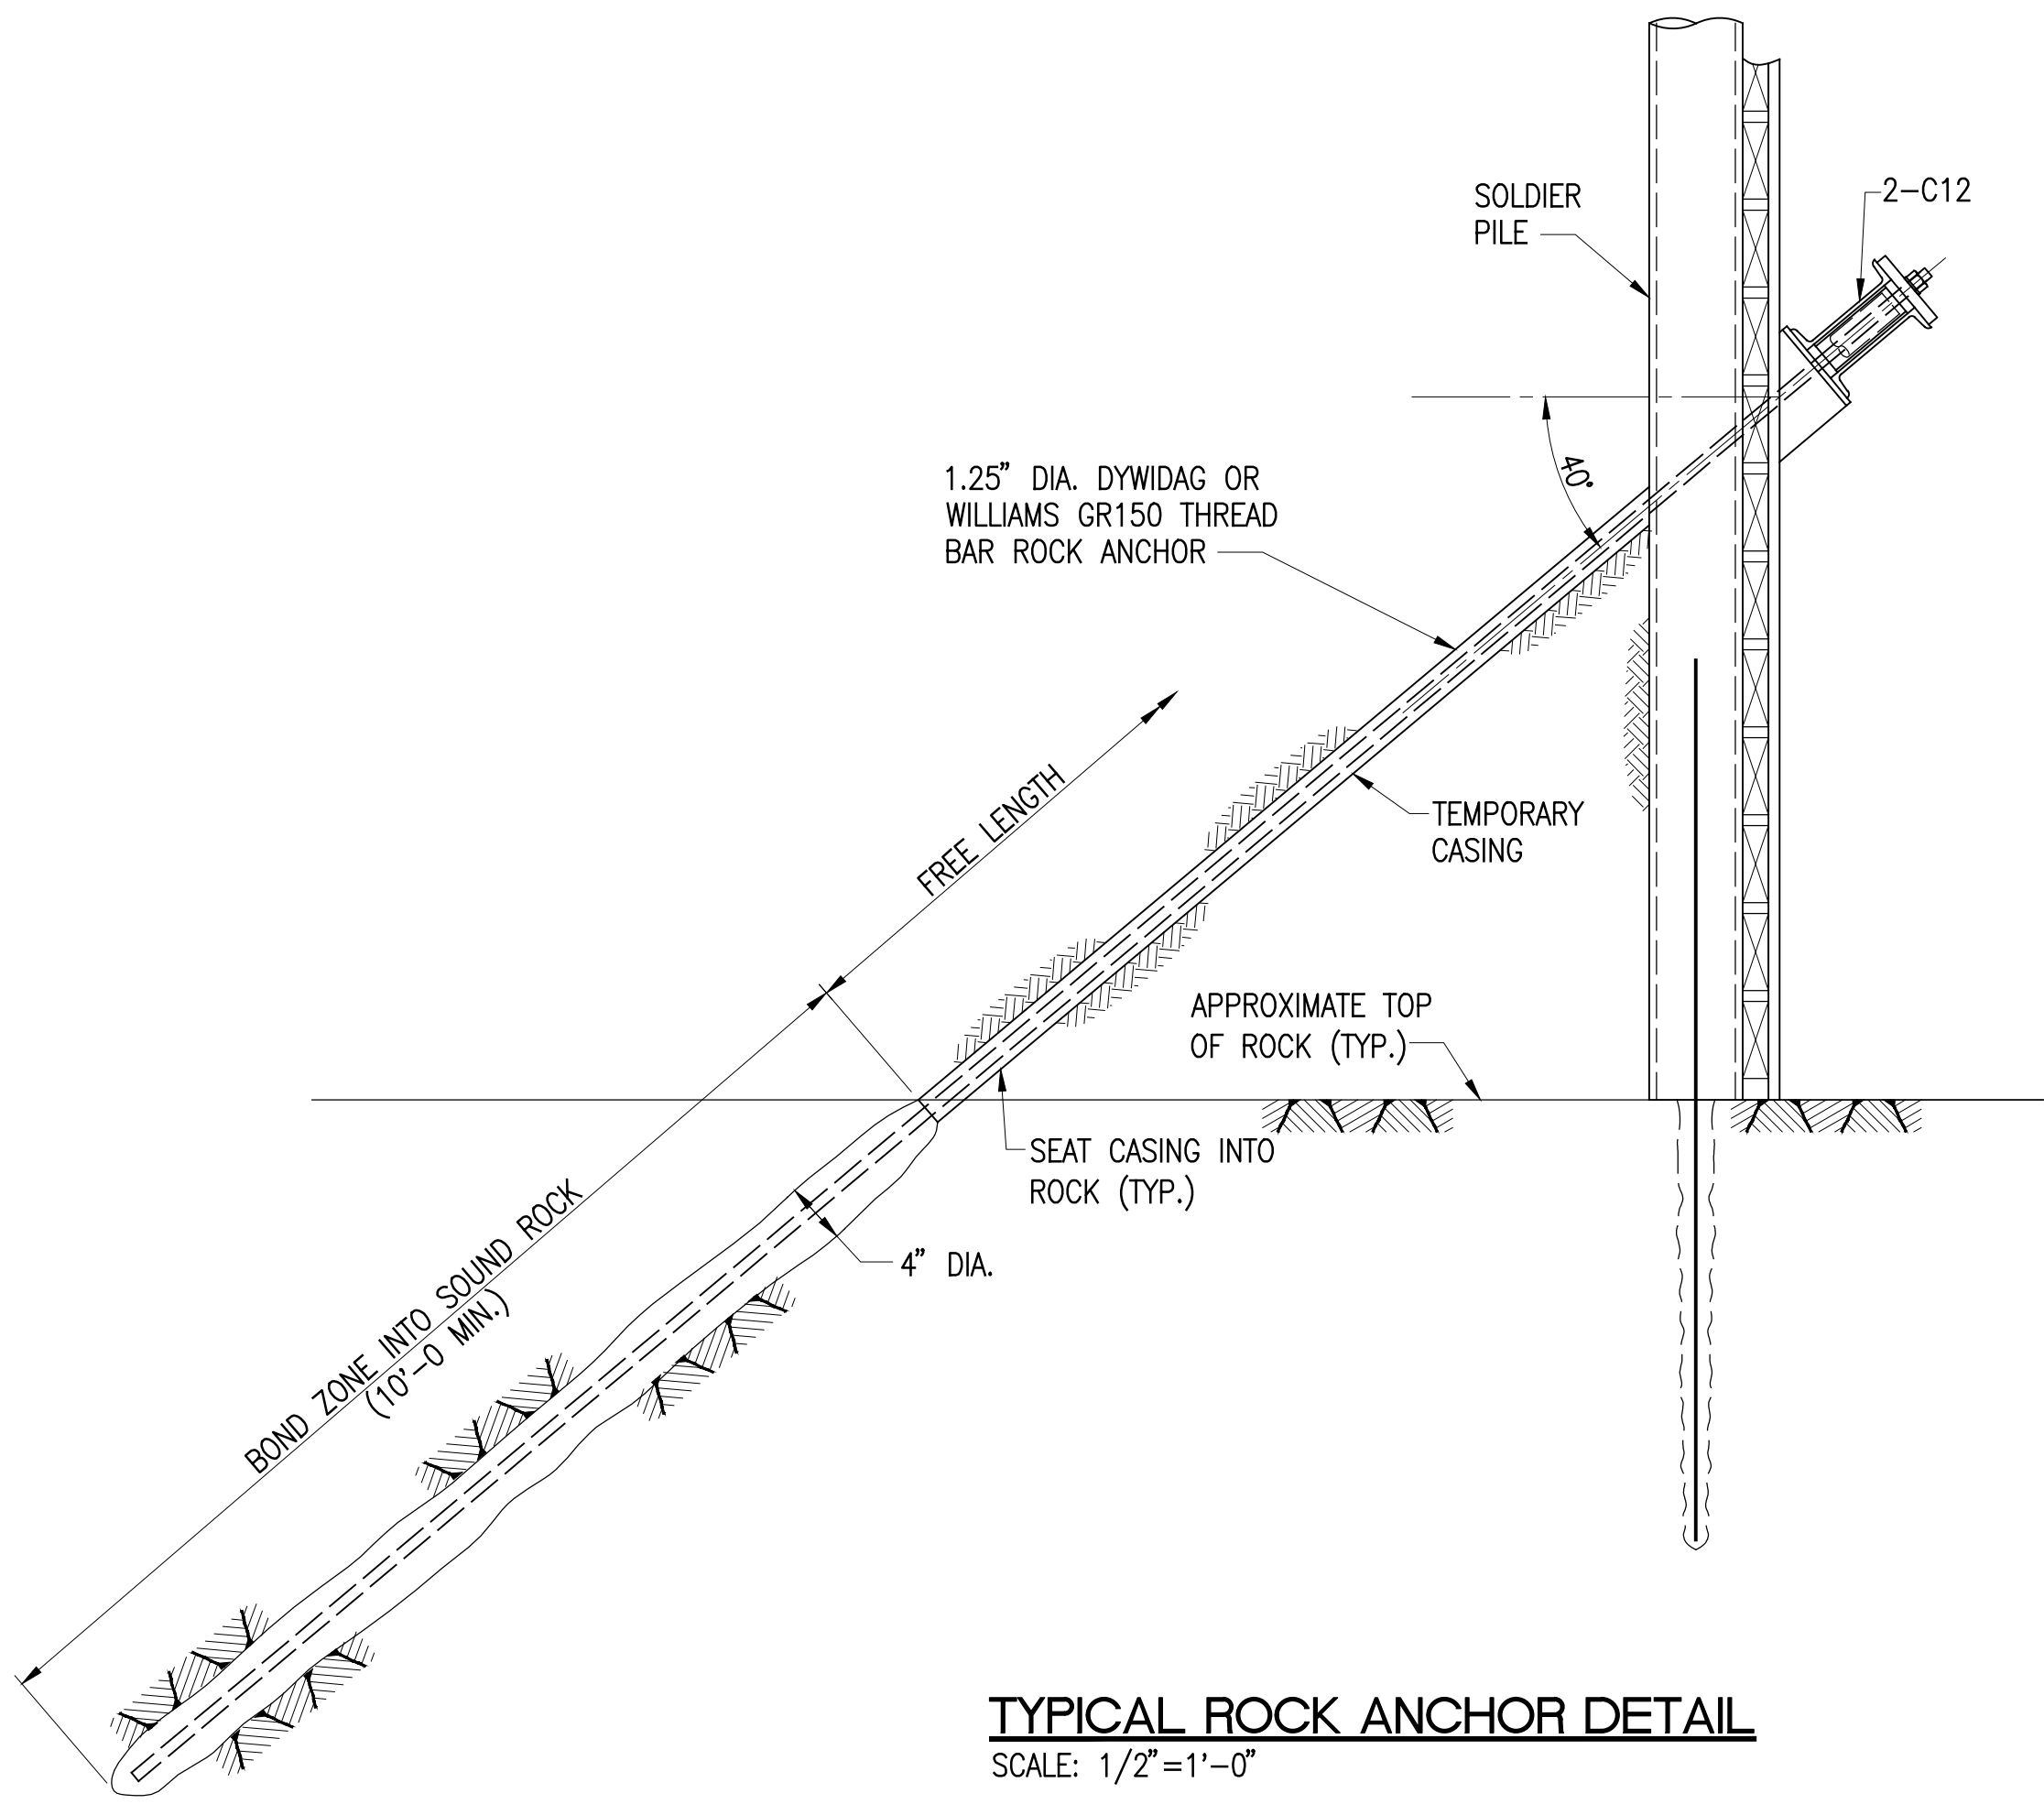 SOLDIER
PILE
2-C12
40°
1.25" DIA. DYWIDAG OR
WILLIAMS GR150 THREAD
BAR ROCK ANCHOR
FREE LENGTH
TEMPORARY
CASING
APPROXIMATE TOP
OF ROCK (TYP.)
SEAT CASING INTO
ROCK (TYP.)
4" DIA.
BOND ZONE INTO SOUND ROCK
(10'-0 MIN.)
TYPICAL ROCK ANCHOR DETAIL
SCALE: 1/2"=1'-0"